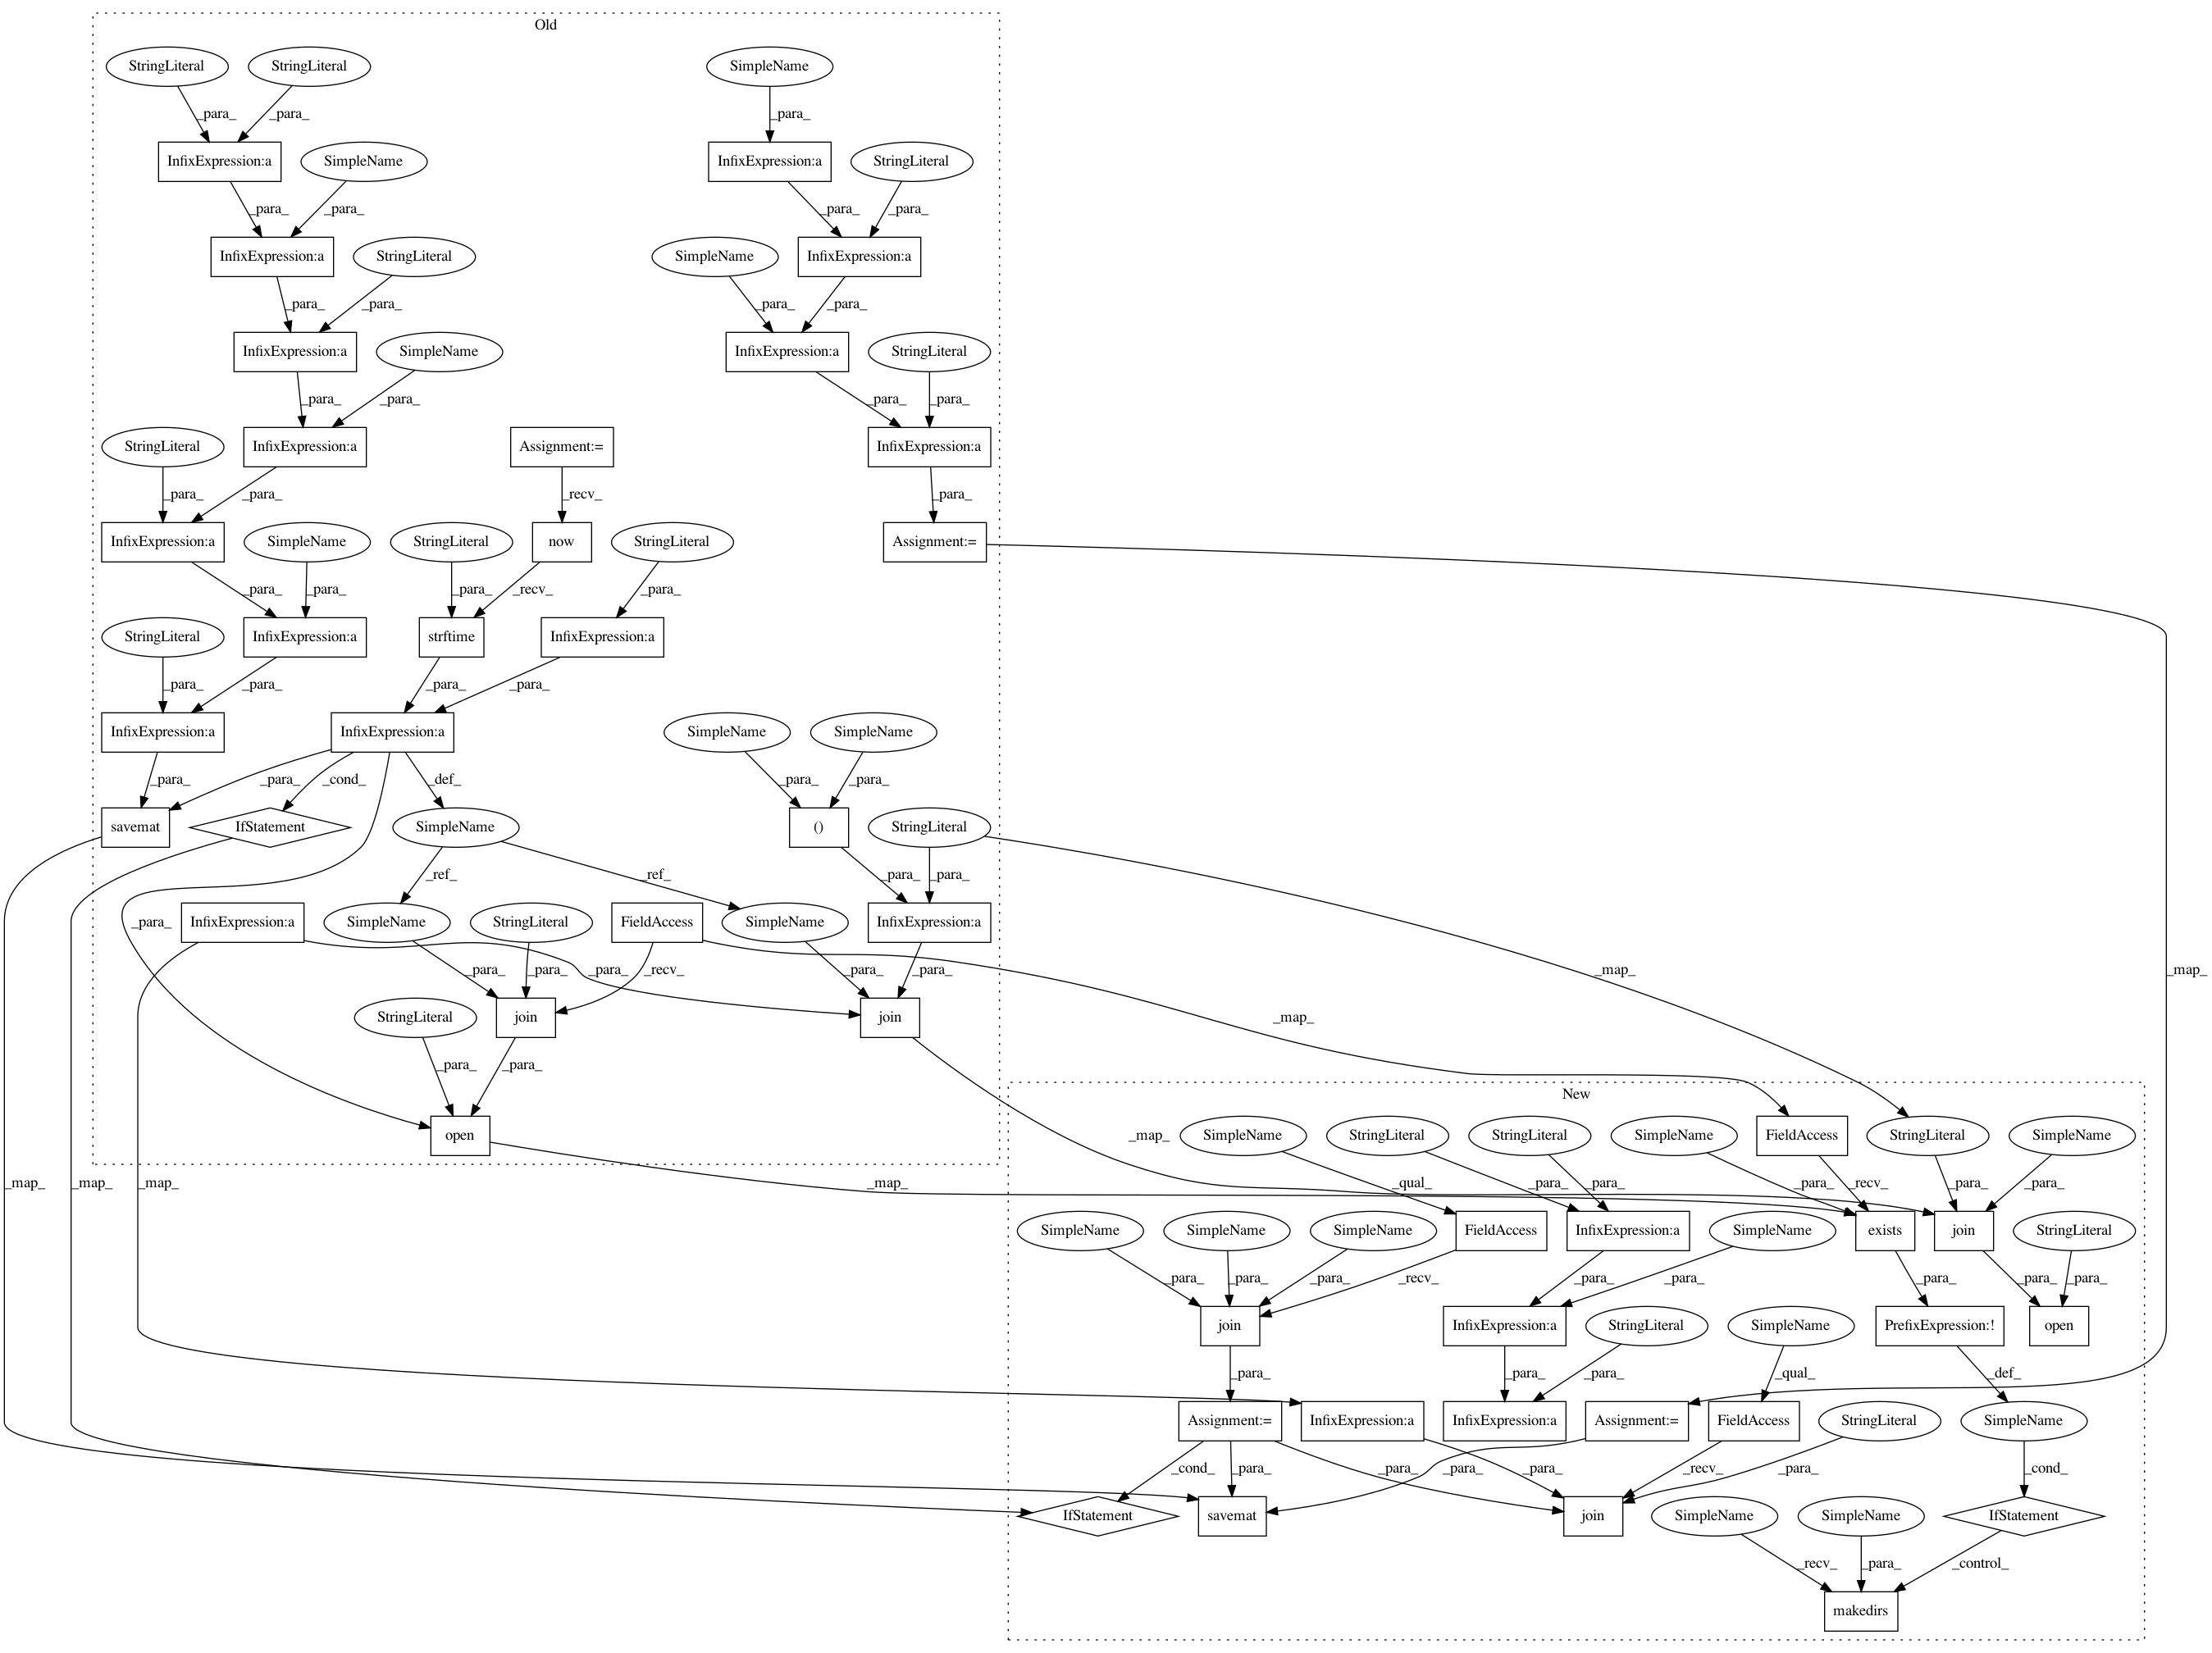 Old
StringLiteral StringLiteral SimpleName
_para_ _para_ _para_
InfixExpression:a SimpleName InfixExpression:a StringLiteral
_para_ _para_ _para_ _para_
InfixExpression:a StringLiteral SimpleName InfixExpression:a
_para_ _para_ _para_ _para_
InfixExpression:a SimpleName InfixExpression:a StringLiteral
_para_ _para_ _para_ _para_
StringLiteral InfixExpression:a Assignment:= InfixExpression:a
_para_ _para_ _recv_ _para_
InfixExpression:a SimpleName StringLiteral now StringLiteral Assignment:=
_para_ _para_ _para_ _recv_ _para_
StringLiteral InfixExpression:a strftime InfixExpression:a
_para_ _para_ _para_ _para_
InfixExpression:a InfixExpression:a SimpleName SimpleName
_para_ _para_ _cond_ _def_ _para_ _para_
savemat IfStatement SimpleName () StringLiteral
_ref_ _ref_ _para_ _para_
InfixExpression:a SimpleName StringLiteral FieldAccess SimpleName InfixExpression:a
_para_ _para_ _para_ _para_ _recv_ _para_ _para_ _map_ _map_
StringLiteral join join _map_
_para_ _para_
New
open _map_ SimpleName StringLiteral StringLiteral SimpleName FieldAccess StringLiteral SimpleName
_map_ _map_ _map_ _map_ _qual_ _para_ _para_ _para_ _recv_ _para_ _para_
SimpleName SimpleName SimpleName FieldAccess InfixExpression:a SimpleName exists join StringLiteral
_para_ _para_ _para_ _recv_ _para_ _para_ _para_ _para_ _para_
join InfixExpression:a StringLiteral SimpleName PrefixExpression:! open
_para_ _para_ _para_ _qual_ _def_
Assignment:= InfixExpression:a InfixExpression:a Assignment:= FieldAccess StringLiteral SimpleName
_cond_ _para_ _para_ _para_ _para_ _recv_ _para_ _cond_
IfStatement savemat join SimpleName SimpleName IfStatement
_recv_ _para_ _control_
makedirs